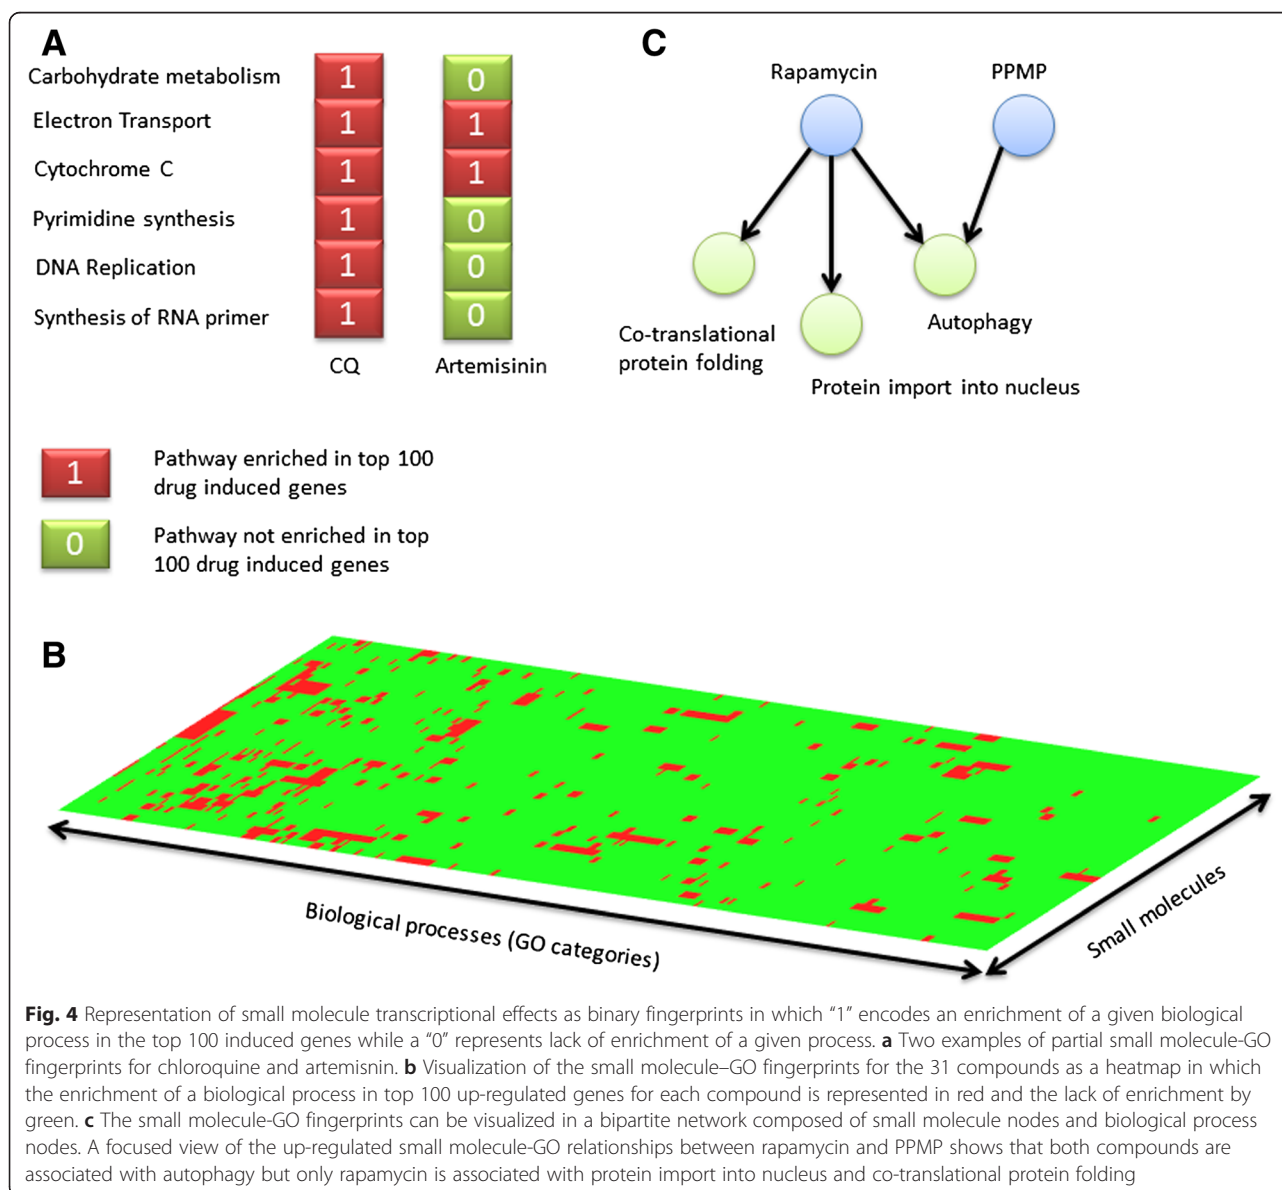 A
Carbohydrate metabolism
Electron Transport
Cytochrome C
Pyrimidine synthesis
DNA Replication
Synthesis of RNA primer
1
1
1
1
1
1
CQ
0
1
1
0
0
0
Artemisinin
1
Pathway enriched in top 100
drug induced genes
0
Pathway not enriched in top
100 drug induced genes
C
Rapamycin
PPMP
Co-translational
protein folding
Autophagy
Protein import into nucleus
B
Biological processes (GO categories)
Small molecules
Fig. 4 Representation of small molecule transcriptional effects as binary fingerprints in which “1” encodes an enrichment of a given biological
process in the top 100 induced genes while a “0” represents lack of enrichment of a given process. a Two examples of partial small molecule-GO
fingerprints for chloroquine and artemisnin. b Visualization of the small molecule–GO fingerprints for the 31 compounds as a heatmap in which
the enrichment of a biological process in top 100 up-regulated genes for each compound is represented in red and the lack of enrichment by
green. c The small molecule-GO fingerprints can be visualized in a bipartite network composed of small molecule nodes and biological process
nodes. A focused view of the up-regulated small molecule-GO relationships between rapamycin and PPMP shows that both compounds are
associated with autophagy but only rapamycin is associated with protein import into nucleus and co-translational protein folding